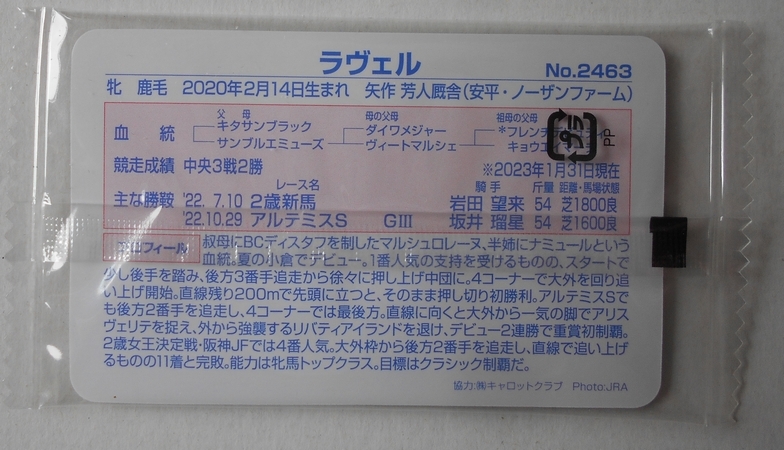 ラヴェル
No.2463
牝 鹿毛 2020年2月14日生まれ 矢作 芳人厩舎(安平・ノーザンファーム)
血統
父 母
キタサンブラック
サンブルエミューズ
母の父母
ダイワメジャー
ヴィートマルシェ
祖母の父母
*フレンチ
キョウエ
プラ
PP
競走成績 中央3戦2勝 ※2023年1月31日現在
レース名 騎手 斤量 距離・馬場状態
主な勝鞍 '22. 7.10 2歳新馬 岩田 望来 54 芝1800良
'22.10.29 アルテミスS GIII 坂井 瑠星 54 芝1600良
プロフィール 叔母にBCディスタフを制したマルシュロレーヌ、半姉にナミュールという
血統。夏の小倉でデビュー。1番人気の支持を受けるものの、スタートで
少し後手を踏み、後方3番手追走から徐々に押し上げ中団に。4コーナーで大外を回り追
い上げ開始。直線残り200mで先頭に立つと、そのまま押し切り初勝利。アルテミスSで
も後方2番手を追走し、4コーナーでは最後方。直線に向くと大外から一気の脚でアリス
ヴェリテを捉え、外から強襲するリバティアイランドを退け、デビュー2連勝で重賞初制覇。
2歳女王決定戦・阪神JFでは4番人気。大外枠から後方2番手を追走し、直線で追い上げ
るものの11着と完敗。能力は牝馬トップクラス。目標はクラシック制覇だ。
協力:㈱キャロットクラブ Photo:JRA